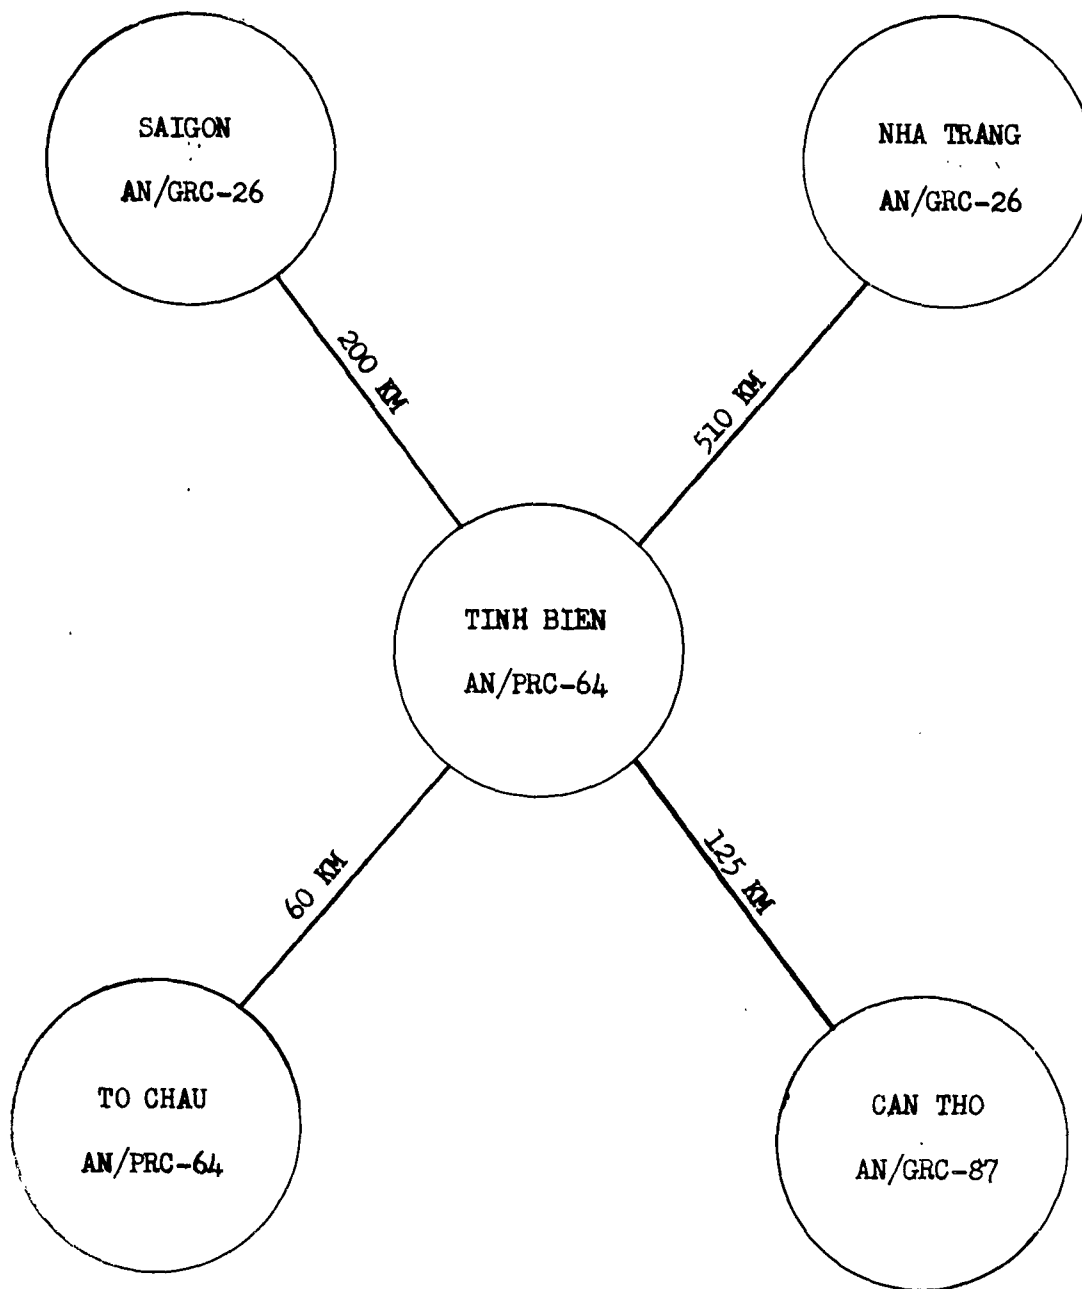 SAIGON
AN/GRC-26
NHA TRANG
AN/GRC-26
200 KM
510 KM
TINH BIEN
AN/PRC-64
60 KM
125 KM
TO CHAU
AN/PRC-64
CAN THO
AN/GRC-87